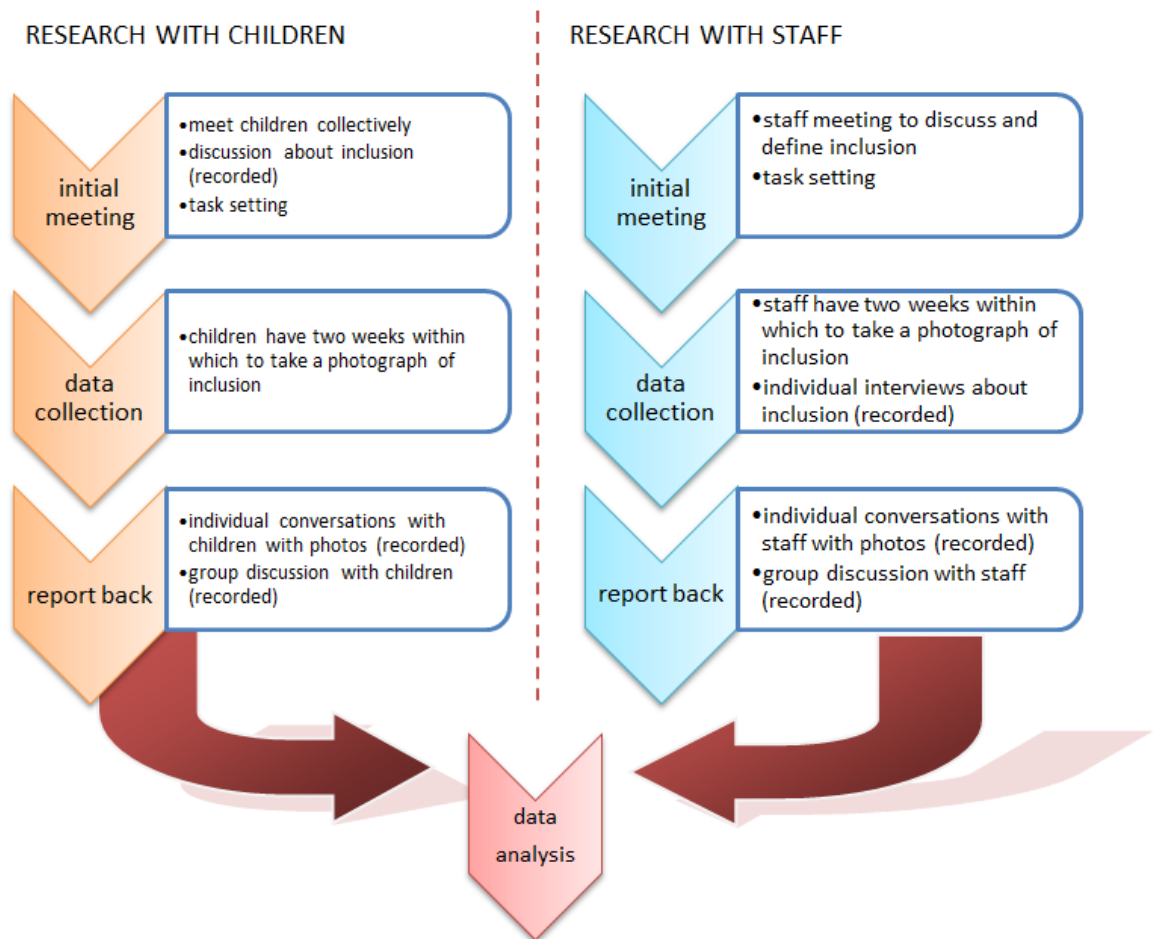 RESEARCH WITH CHILDREN
initial
meeting
•meet children collectively
•discussion about inclusion
(recorded)
•task setting
data
collection
•children have two weeks within
which to take a photograph of
inclusion
report back
•individual conversations with
children with photos (recorded)
•group discussion with children
(recorded)
RESEARCH WITH STAFF
initial
meeting
•staff meeting to discuss and
define inclusion
•task setting
data
collection
•staff have two weeks within
which to take a photograph of
inclusion
•individual interviews about
inclusion (recorded)
report back
•individual conversations with
staff with photos (recorded)
•group discussion with staff
(recorded)
data
analysis